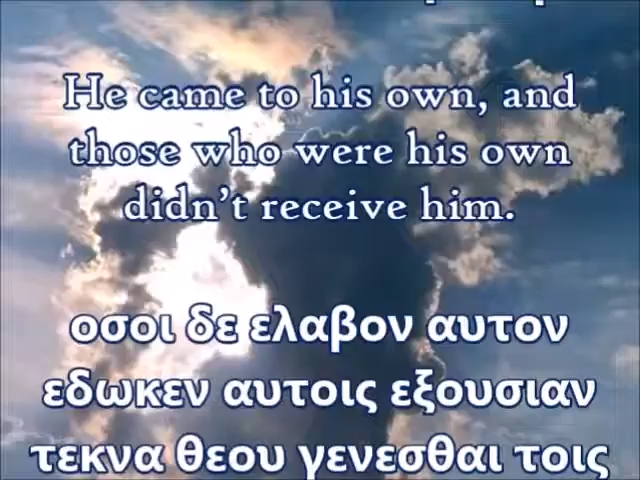 He came to his own, and
those who were his own
didn't receive him.
οσοι δε ελαβον αυτον
εδωκεν αυτοις εξουσιαν
τεκνα θεου γενεσθαι τοις